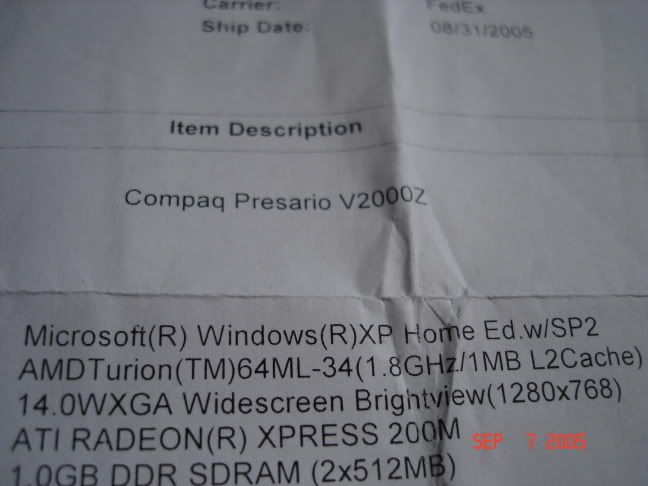 Carrier: FedEx
Ship Date: 08/31/2005
Item Description
Compaq Presario V2000Z
Microsoft(R) Windows(R)XP Home Ed.w/SP2
AMDTurion(TM)64ML-34(1.8GHz/1MB L2Cache)
14.0WXGA Widescreen Brightview(1280x768)
ATI RADEON(R) XPRESS 200M
SEP 7 2005
1.0GB DDR SDRAM (2x512MB)